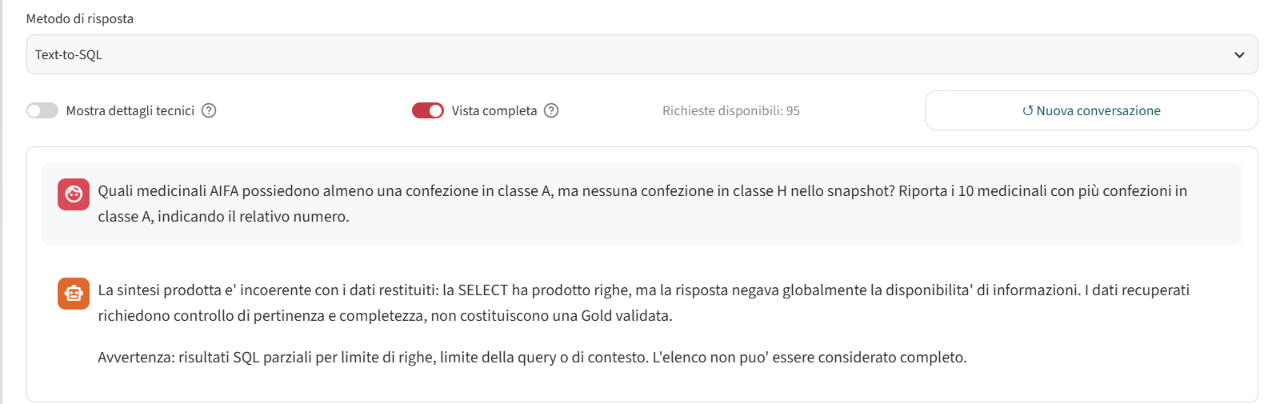 Metodo di risposta
Text-to-SQL
Mostra dettagli tecnici
Vista completa
Richieste disponibili: 95
↺ Nuova conversazione
Quali medicinali AIFA possiedono almeno una confezione in classe A, ma nessuna confezione in classe H nello snapshot? Riporta i 10 medicinali con più confezioni in
classe A, indicando il relativo numero.
La sintesi prodotta e' incoerente con i dati restituiti: la SELECT ha prodotto righe, ma la risposta negava globalmente la disponibilita' di informazioni. I dati recuperati
richiedono controllo di pertinenza e completezza, non costituiscono una Gold validata.
Avvertenza: risultati SQL parziali per limite di righe, limite della query o di contesto. L'elenco non puo' essere considerato completo.